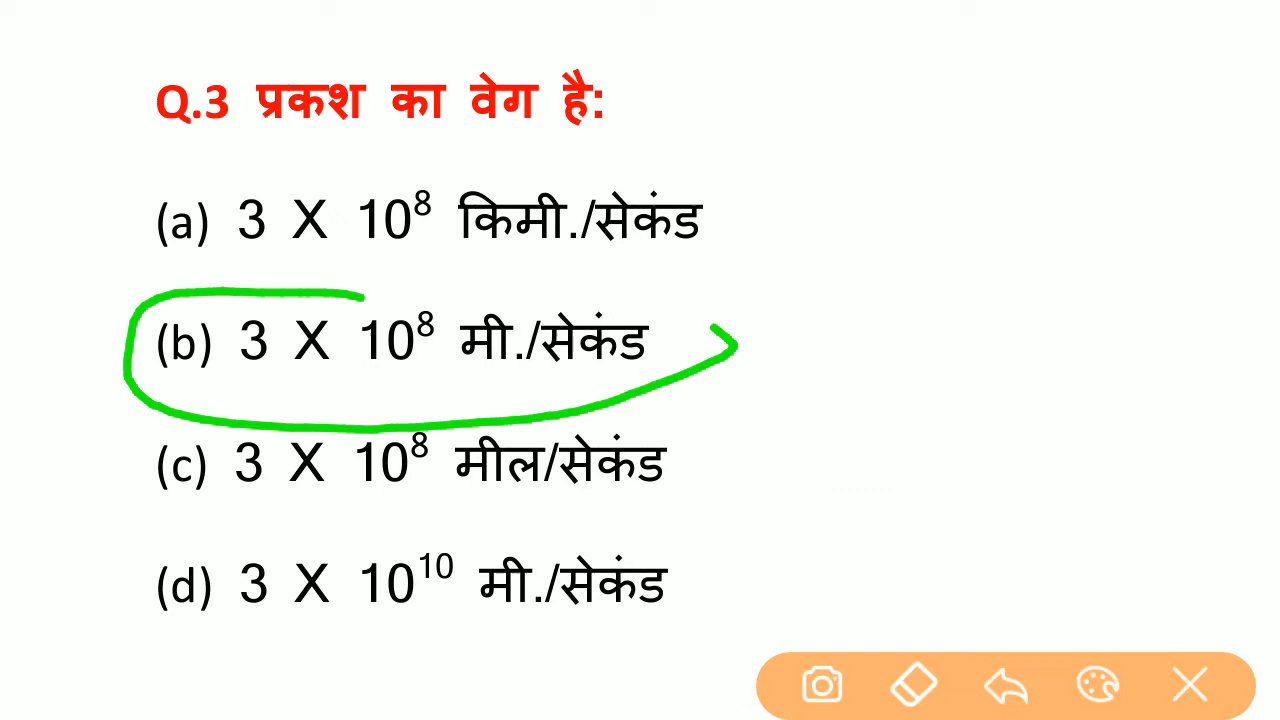 Q.3 प्रकश का वेग है:
(a) 3 X 10⁸ किमी./सेकंड
(b) 3 X 10⁸ मी./सेकंड
(c) 3 X 10⁸ मील/सेकंड
(d) 3 X 10¹⁰ मी./सेकंड